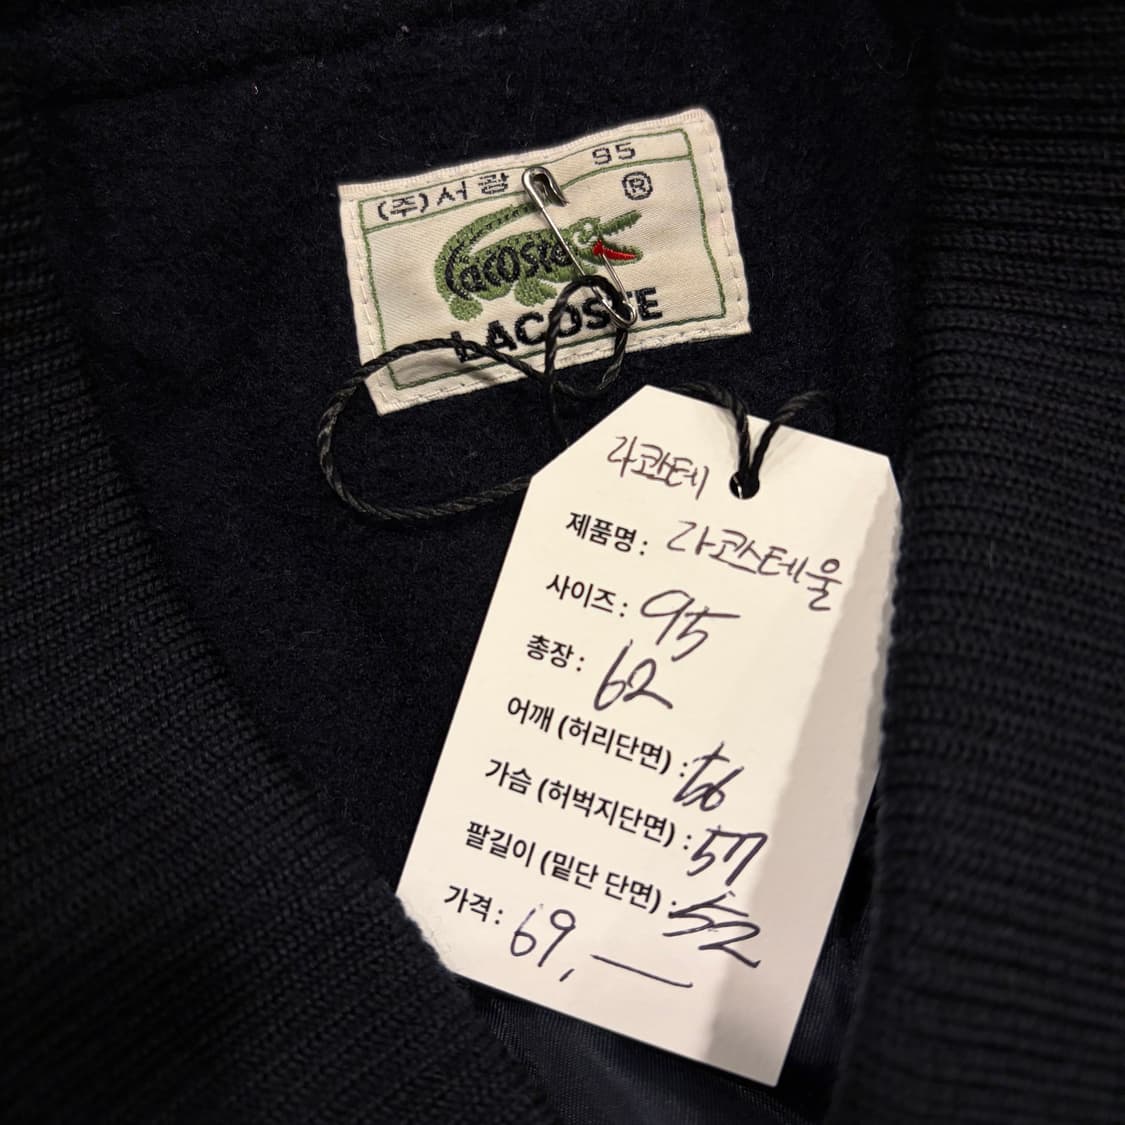 (주)서랑 95
®
Lacoste
LACOSTE
라코스테
제품명: 라코스테 울
사이즈: 95
총장: 62
어깨 (허리단면) : 56
가슴 (허벅지단면) : 57
팔길이 (밑단 단면) : 52
가격: 69,—